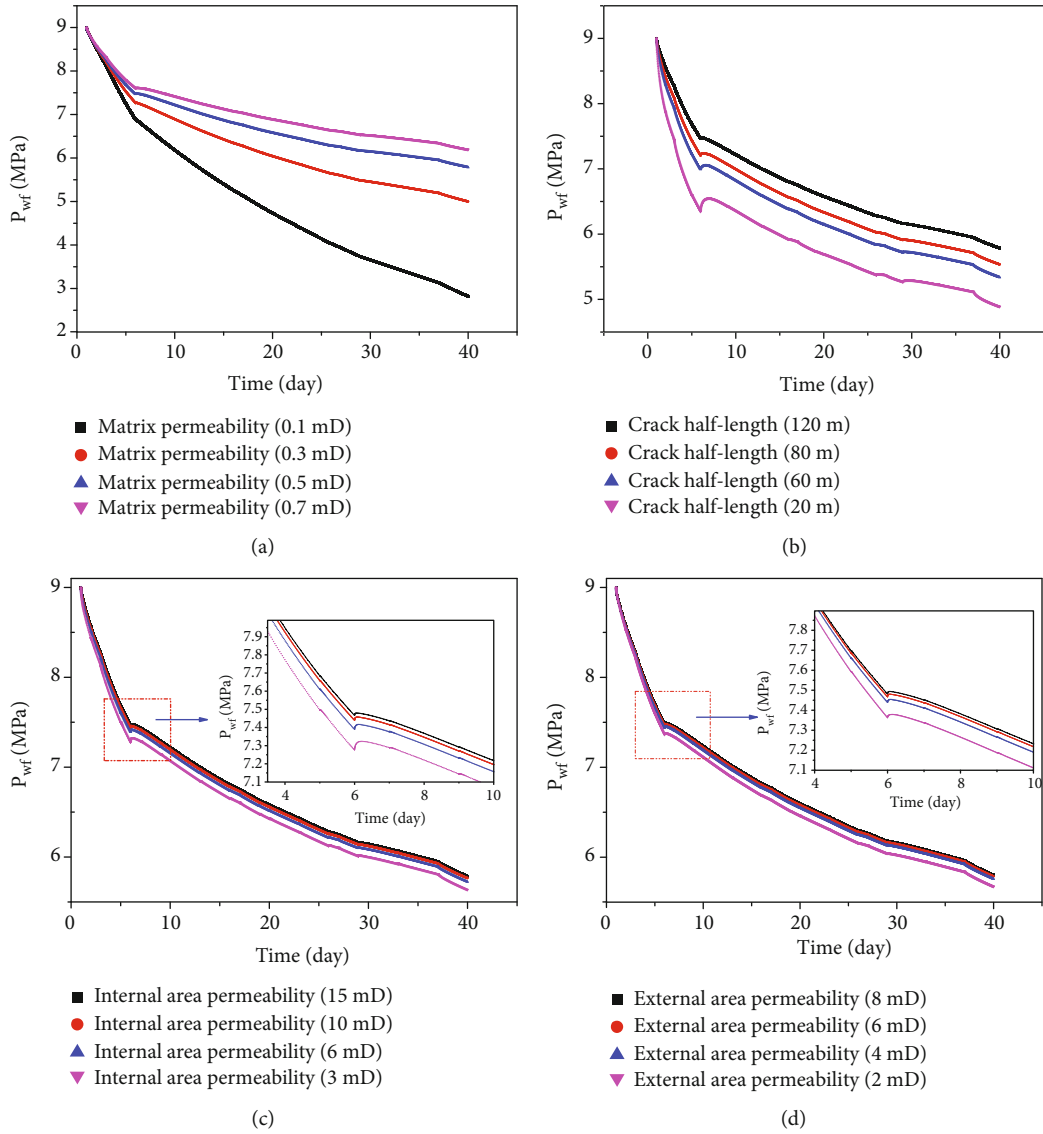 9
8
7
6
5
4
3
2
P_wf (MPa)
0 10 20 30 40
Time (day)
Matrix permeability (0.1 mD)
Matrix permeability (0.3 mD)
Matrix permeability (0.5 mD)
Matrix permeability (0.7 mD)
(a)
9
8
7
6
5
P_wf (MPa)
0 10 20 30 40
Time (day)
Crack half-length (120 m)
Crack half-length (80 m)
Crack half-length (60 m)
Crack half-length (20 m)
(b)
9
8
7
6
P_wf (MPa)
0 10 20 30 40
Time (day)
7.9
7.8
7.7
7.6
7.5
7.4
7.3
7.2
7.1
P_wf (MPa)
4 6 8 10
Time (day)
Internal area permeability (15 mD)
Internal area permeability (10 mD)
Internal area permeability (6 mD)
Internal area permeability (3 mD)
(c)
9
8
7
6
P_wf (MPa)
0 10 20 30 40
Time (day)
7.8
7.7
7.6
7.5
7.4
7.3
7.2
7.1
P_wf (MPa)
4 6 8 10
Time (day)
External area permeability (8 mD)
External area permeability (6 mD)
External area permeability (4 mD)
External area permeability (2 mD)
(d)